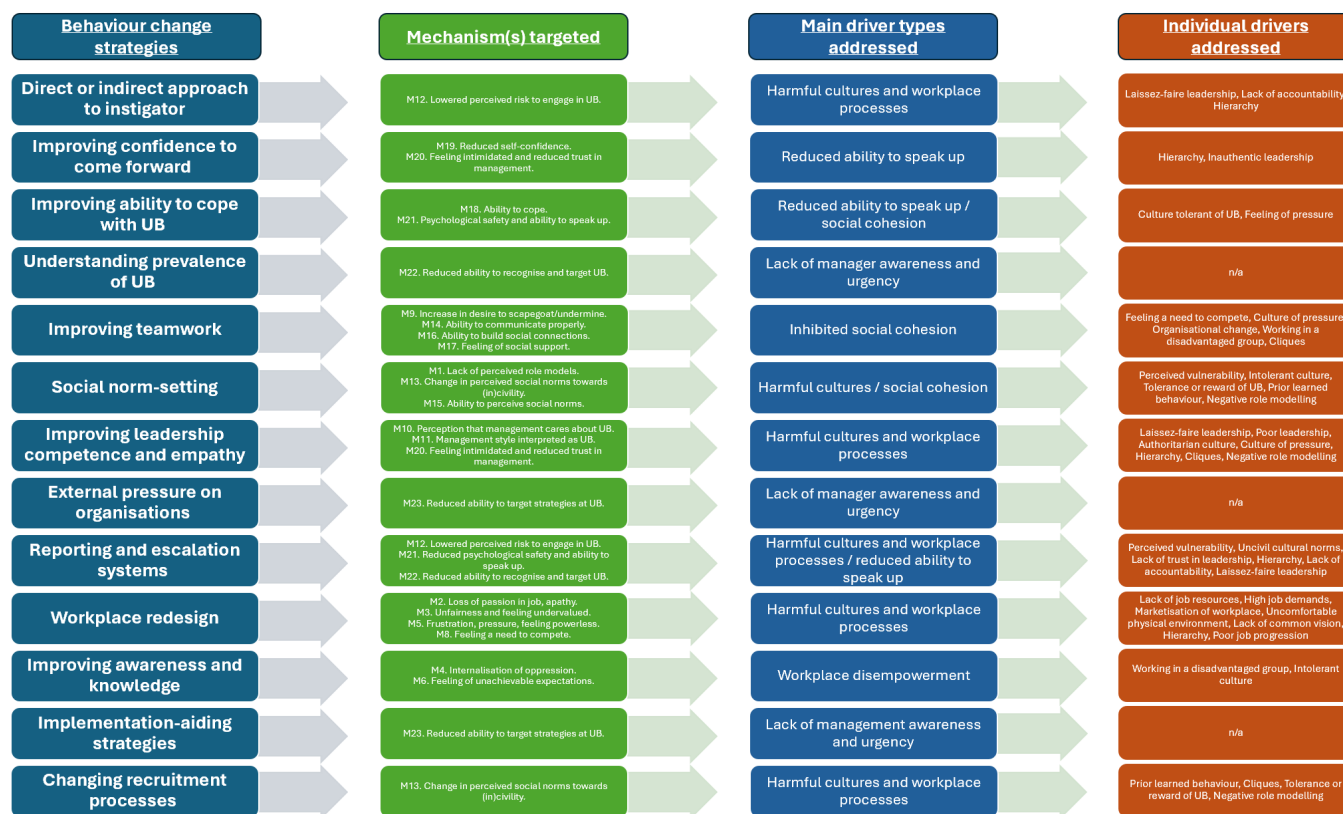 Behaviour change
strategies
Mechanism(s) targeted
Main driver types
addressed
Individual drivers
addressed
Direct or indirect approach
to instigator
M12. Lowered perceived risk to engage in UB.
Harmful cultures and workplace
processes
Laissez-faire leadership, Lack of accountability
Hierarchy
Improving confidence to
come forward
M19. Reduced self-confidence.
M20. Feeling intimidated and reduced trust in
management.
Reduced ability to speak up
Hierarchy, Inauthentic leadership
Improving ability to cope
with UB
M18. Ability to cope.
M21. Psychological safety and ability to speak up.
Reduced ability to speak up /
social cohesion
Culture tolerant of UB, Feeling of pressure
Understanding prevalence
of UB
M22. Reduced ability to recognise and target UB.
Lack of manager awareness and
urgency
n/a
Improving teamwork
M9. Increase in desire to scapegoat/undermine.
M14. Ability to communicate properly.
M16. Ability to build social connections.
M17. Feeling of social support.
Inhibited social cohesion
Feeling a need to compete, Culture of pressure
Organisational change, Working in a
disadvantaged group, Cliques
Social norm-setting
M1. Lack of perceived role models.
M13. Change in perceived social norms towards
(in)civility.
M15. Ability to perceive social norms.
Harmful cultures / social cohesion
Perceived vulnerability, Intolerant culture,
Tolerance or reward of UB, Prior learned
behaviour, Negative role modelling
Improving leadership
competence and empathy
M10. Perception that management cares about UB.
M11. Management style interpreted as UB.
M20. Feeling intimidated and reduced trust in
management.
Harmful cultures and workplace
processes
Laissez-faire leadership, Poor leadership,
Authoritarian culture, Culture of pressure,
Hierarchy, Cliques, Negative role modelling
External pressure on
organisations
M23. Reduced ability to target strategies at UB.
Lack of manager awareness and
urgency
n/a
Reporting and escalation
systems
M12. Lowered perceived risk to engage in UB.
M21. Reduced psychological safety and ability to
speak up.
M22. Reduced ability to recognise and target UB.
Harmful cultures and workplace
processes / reduced ability to
speak up
Perceived vulnerability, Uncivil cultural norms,
Lack of trust in leadership, Hierarchy, Lack of
accountability, Laissez-faire leadership
Workplace redesign
M2. Loss of passion in job, apathy.
M3. Unfairness and feeling undervalued.
M5. Frustration, pressure, feeling powerless.
M8. Feeling a need to compete.
Harmful cultures and workplace
processes
Lack of job resources, High job demands,
Marketisation of workplace, Uncomfortable
physical environment, Lack of common vision,
Hierarchy, Poor job progression
Improving awareness and
knowledge
M4. Internalisation of oppression.
M6. Feeling of unachievable expectations.
Workplace disempowerment
Working in a disadvantaged group, Intolerant
culture
Implementation-aiding
strategies
M23. Reduced ability to target strategies at UB.
Lack of management awareness
and urgency
n/a
Changing recruitment
processes
M13. Change in perceived social norms towards
(in)civility.
Harmful cultures and workplace
processes
Prior learned behaviour, Cliques, Tolerance or
reward of UB, Negative role modelling